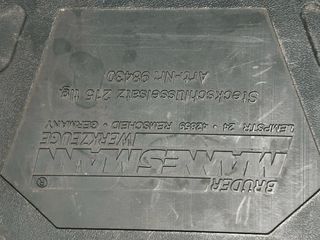 BRÜDER
MANNESMANN®
WERKZEUGE
LEMPSTR. 24 • 42859 REMSCHEID • GERMANY
Steckschlüsselsatz 215 tlg.
Art.-Nr. 98430